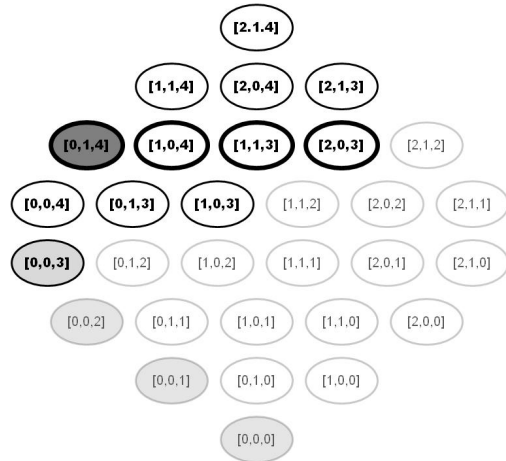 [2.1.4]
[1,1,4] [2,0,4] [2,1,3]
[0,1,4] [1,0,4] [1,1,3] [2,0,3] [2,1,2]
[0,0,4] [0,1,3] [1,0,3] [1,1,2] [2,0,2] [2,1,1]
[0,0,3] [0,1,2] [1,0,2] [1,1,1] [2,0,1] [2,1,0]
[0,0,2] [0,1,1] [1,0,1] [1,1,0] [2,0,0]
[0,0,1] [0,1,0] [1,0,0]
[0,0,0]